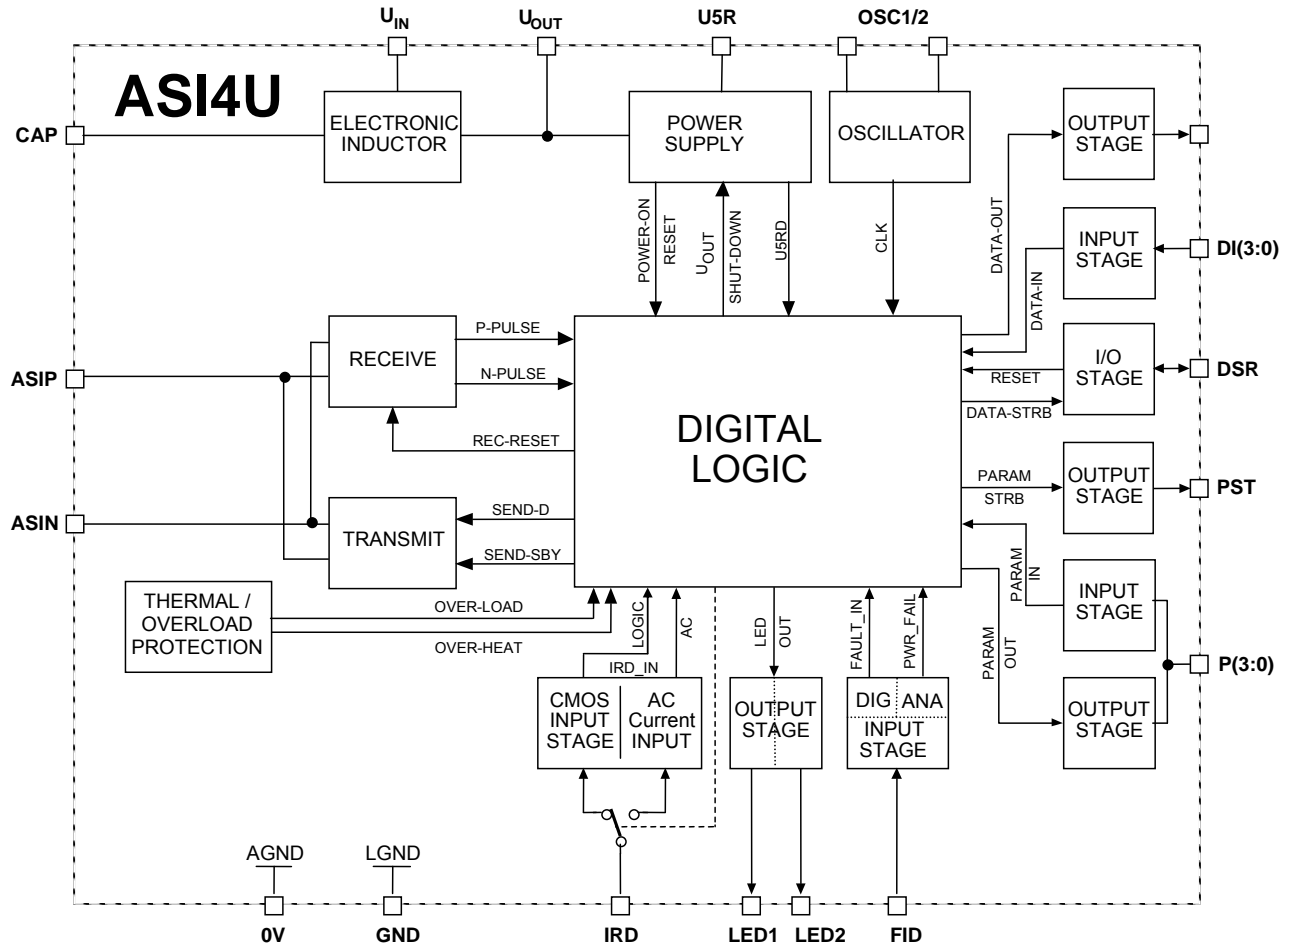 U_IN
U_OUT
U5R
OSC1/2
ASI4U
CAP
ELECTRONIC
INDUCTOR
POWER
SUPPLY
OSCILLATOR
OUTPUT
STAGE
POWER-ON
RESET
U_OUT
SHUT-DOWN
U5RD
CLK
DATA-OUT
DATA-IN
INPUT
STAGE
DI(3:0)
P-PULSE
RECEIVE
N-PULSE
REC-RESET
ASIP
DIGITAL
LOGIC
I/O
STAGE
RESET
DATA-STRB
DSR
PARAM
STRB
OUTPUT
STAGE
PST
ASIN
TRANSMIT
SEND-D
SEND-SBY
PARAM
IN
INPUT
STAGE
THERMAL /
OVERLOAD
PROTECTION
OVER-LOAD
OVER-HEAT
LOGIC
AC
IRD_IN
LED
OUT
FAULT_IN
PWR_FAIL
PARAM
OUT
P(3:0)
CMOS
INPUT
STAGE
AC
Current
INPUT
OUTPUT
STAGE
DIG
ANA
INPUT
STAGE
OUTPUT
STAGE
AGND
LGND
0V
GND
IRD
LED1
LED2
FID